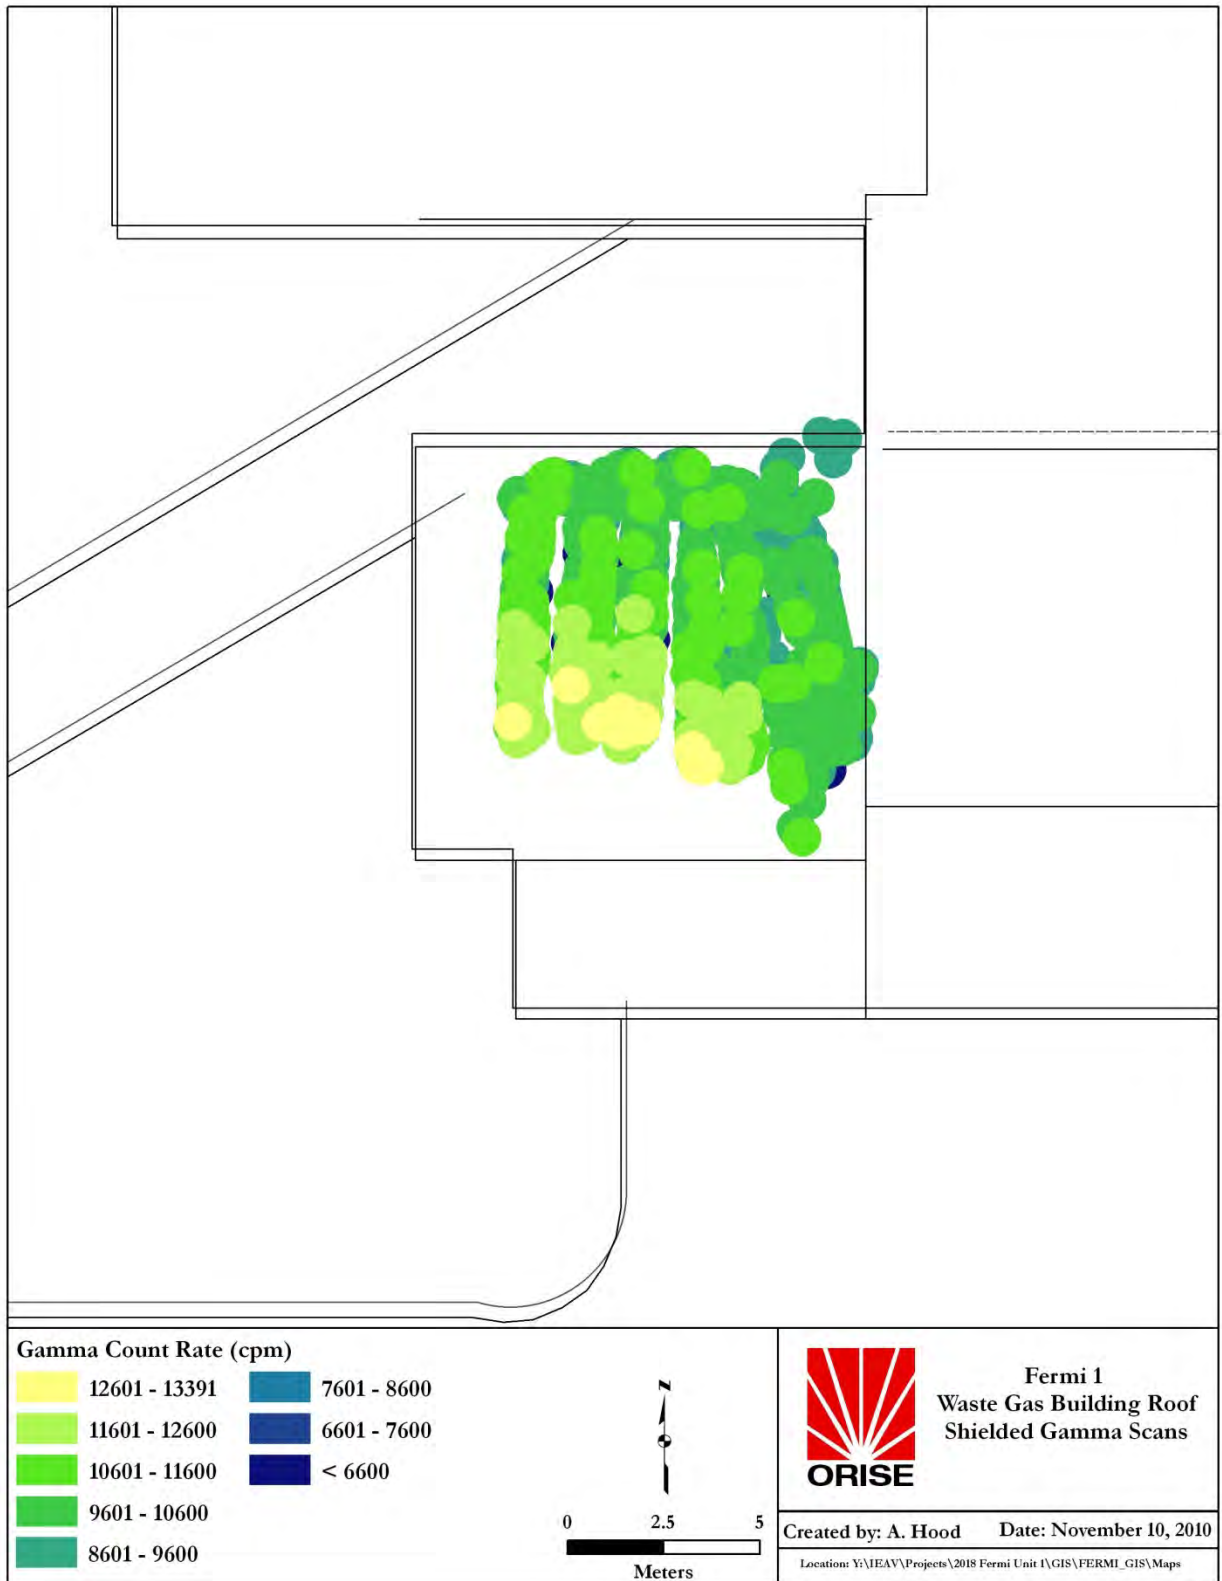 Gamma Count Rate (cpm)
12601 - 13391
11601 - 12600
10601 - 11600
9601 - 10600
8601 - 9600
7601 - 8600
6601 - 7600
< 6600
N
0 2.5 5
Meters
ORISE
Fermi 1
Waste Gas Building Roof
Shielded Gamma Scans
Created by: A. Hood Date: November 10, 2010
Location: Y:\IEAV\Projects\2018 Fermi Unit 1\GIS\FERMI_GIS\Maps